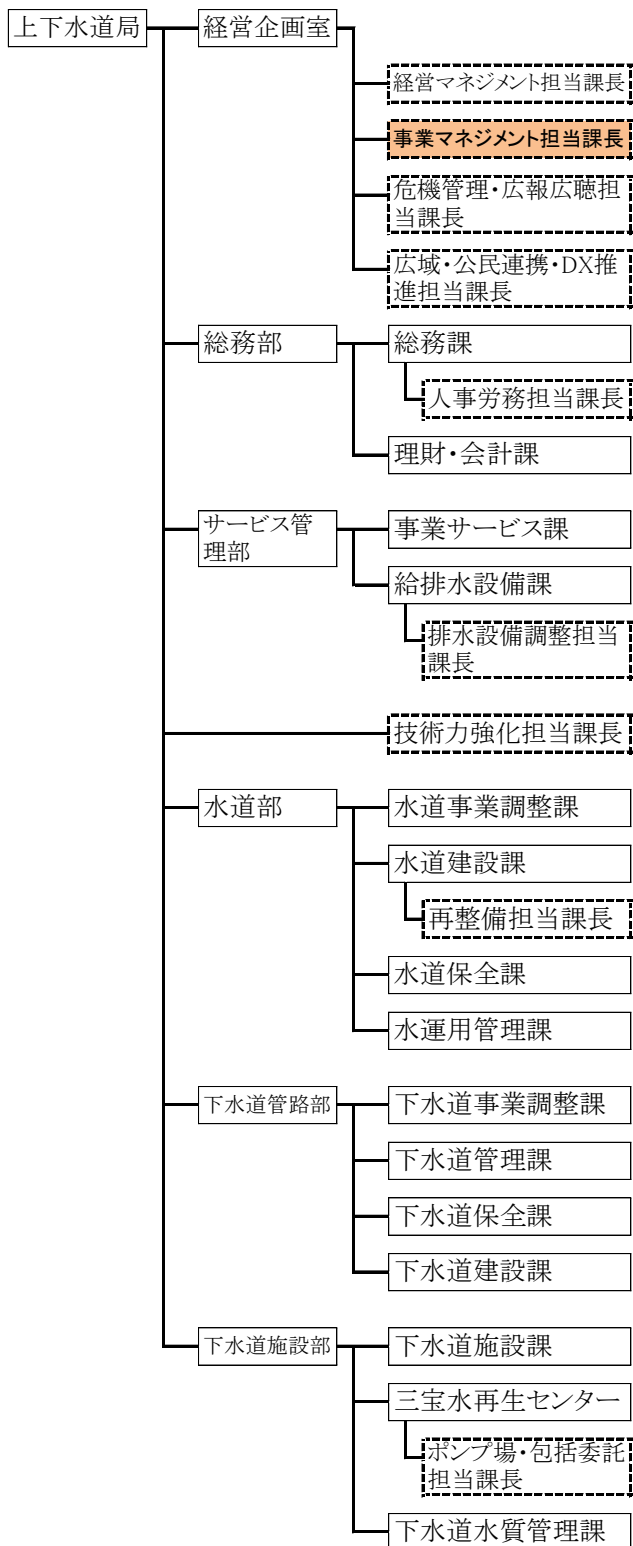 上下水道局
経営企画室
経営マネジメント担当課長
事業マネジメント担当課長
危機管理・広報広聴担
当課長
広域・公民連携・DX推
進担当課長
総務部
総務課
人事労務担当課長
理財・会計課
サービス管
理部
事業サービス課
給排水設備課
排水設備調整担当
課長
技術力強化担当課長
水道部
水道事業調整課
水道建設課
再整備担当課長
水道保全課
水運用管理課
下水道管路部
下水道事業調整課
下水道管理課
下水道保全課
下水道建設課
下水道施設部
下水道施設課
三宝水再生センター
ポンプ場・包括委託
担当課長
下水道水質管理課